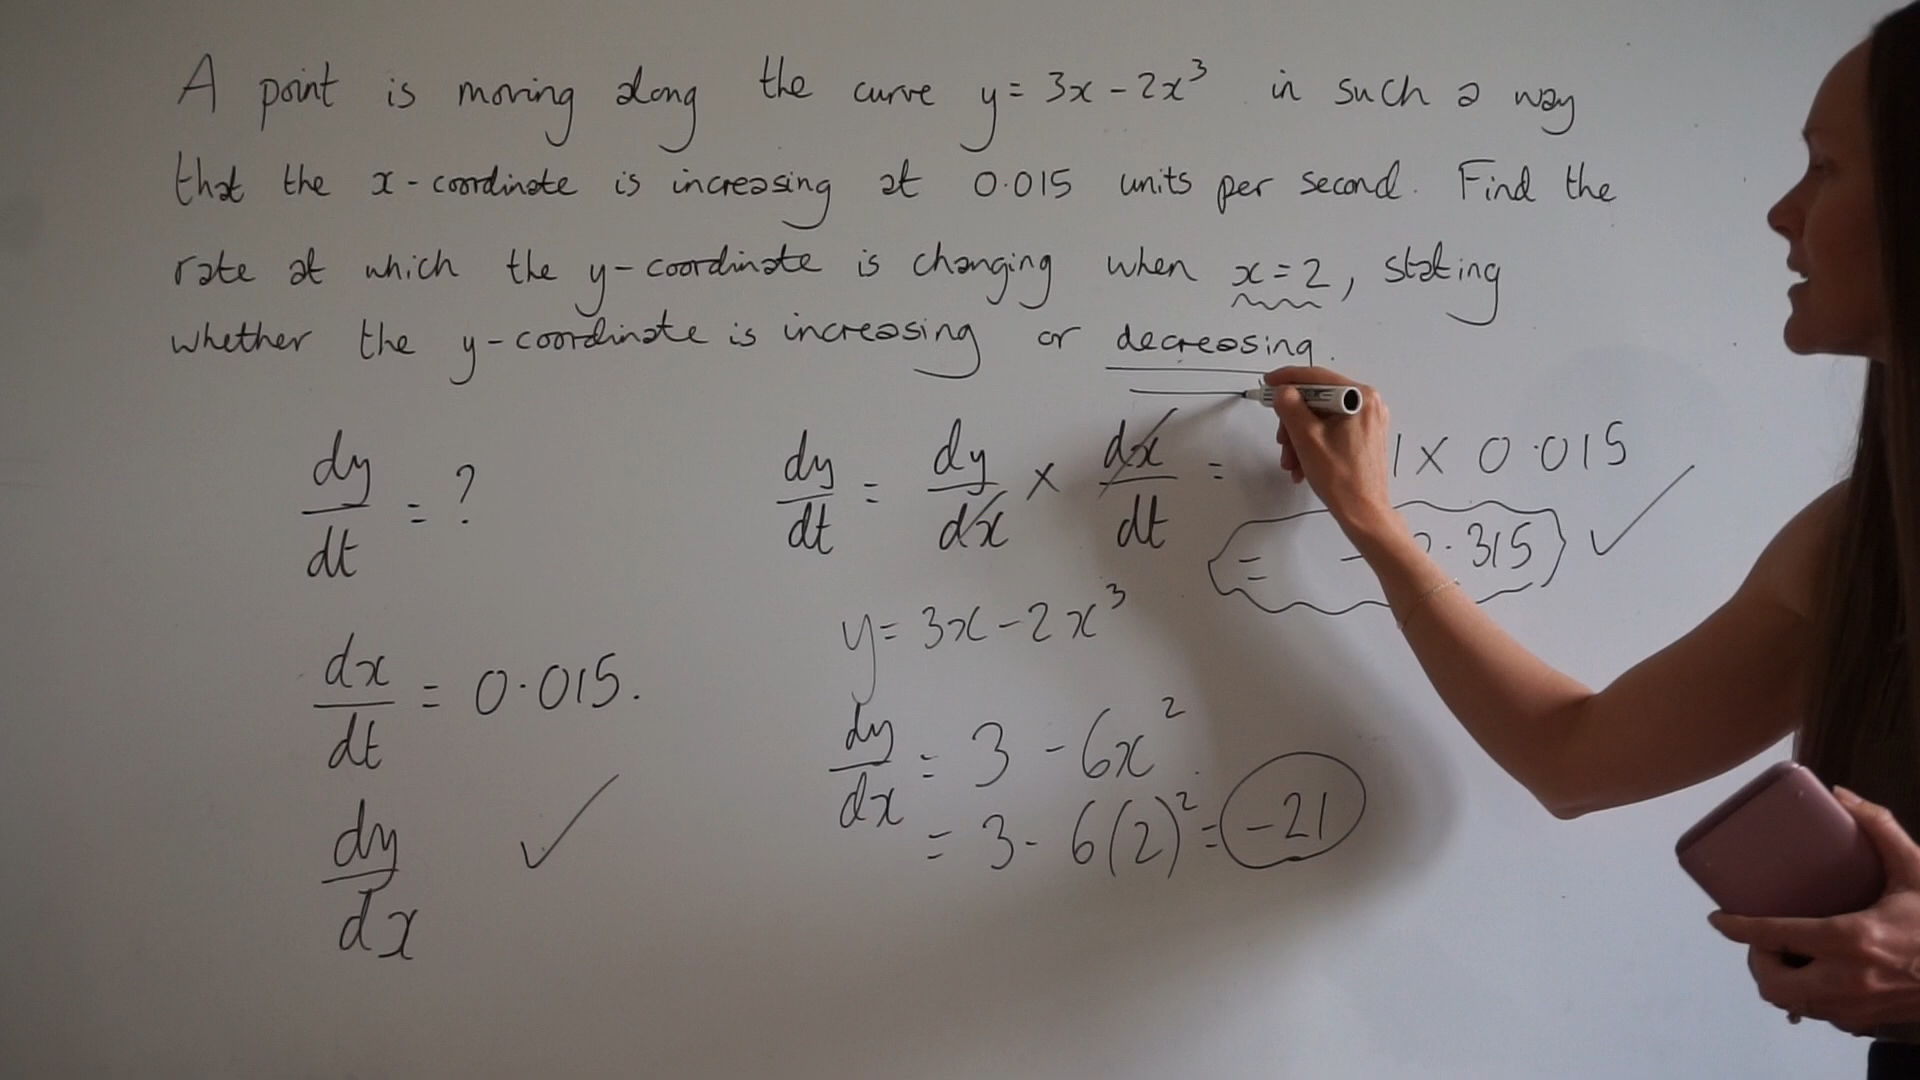 A point is moving along the curve y = 3x - 2x³ in such a way
that the x-coordinate is increasing at 0.015 units per second. Find the
rate at which the y-coordinate is changing when x = 2, stating
whether the y-coordinate is increasing or decreasing.
dy/dt = ?
dx/dt = 0.015.
dy/dx ✓
dy/dt = dy/dx × dx/dt = 1 × 0.015
= - .315 ✓
y = 3x - 2x³
dy/dx = 3 - 6x²
= 3 - 6(2)² = -21